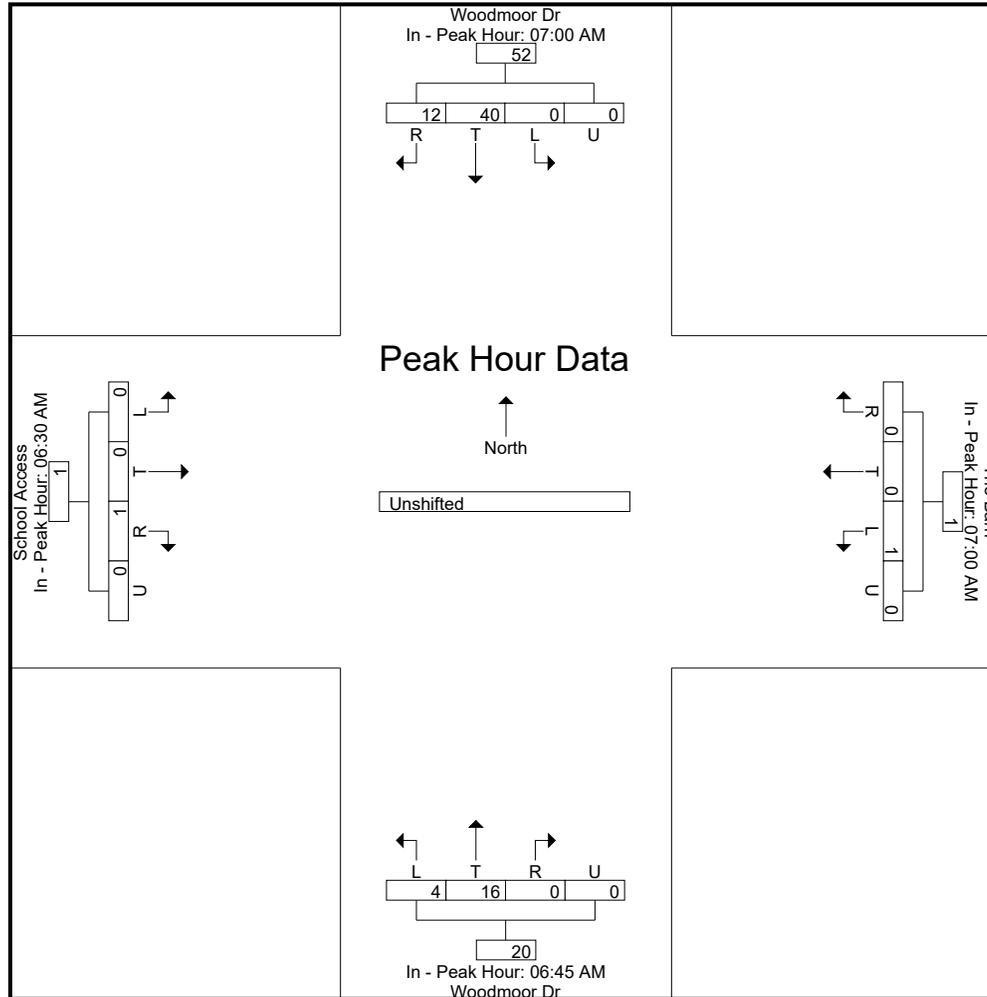 Woodmoor Dr
In - Peak Hour: 07:00 AM
52
12 40 0 0
R T L U
Peak Hour Data
North
Unshifted
School Access
In - Peak Hour: 06:30 AM
1
0 0 1 0
L T R U
R T L U
0 0 1 0
1
In - Peak Hour: 07:00 AM
L T R U
4 16 0 0
20
In - Peak Hour: 06:45 AM
Woodmoor Dr